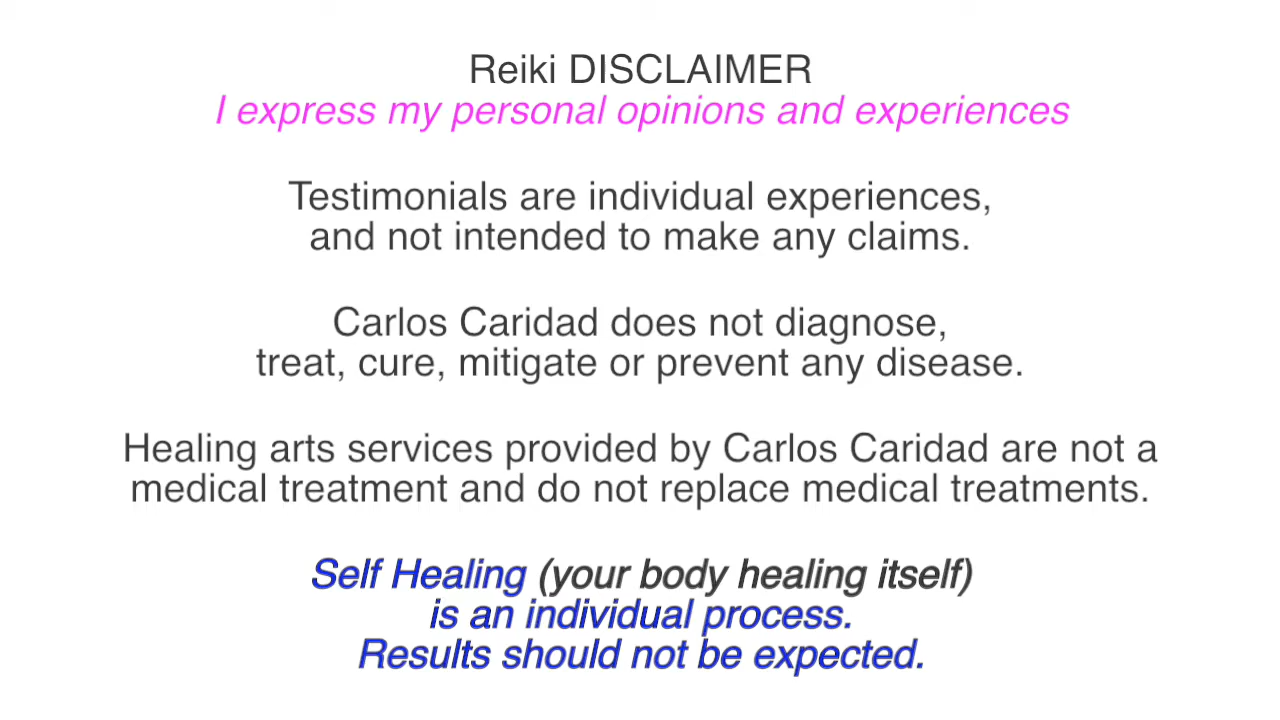 Reiki DISCLAIMER
I express my personal opinions and experiences
Testimonials are individual experiences,
and not intended to make any claims.
Carlos Caridad does not diagnose,
treat, cure, mitigate or prevent any disease.
Healing arts services provided by Carlos Caridad are not a
medical treatment and do not replace medical treatments.
Self Healing (your body healing itself)
is an individual process.
Results should not be expected.